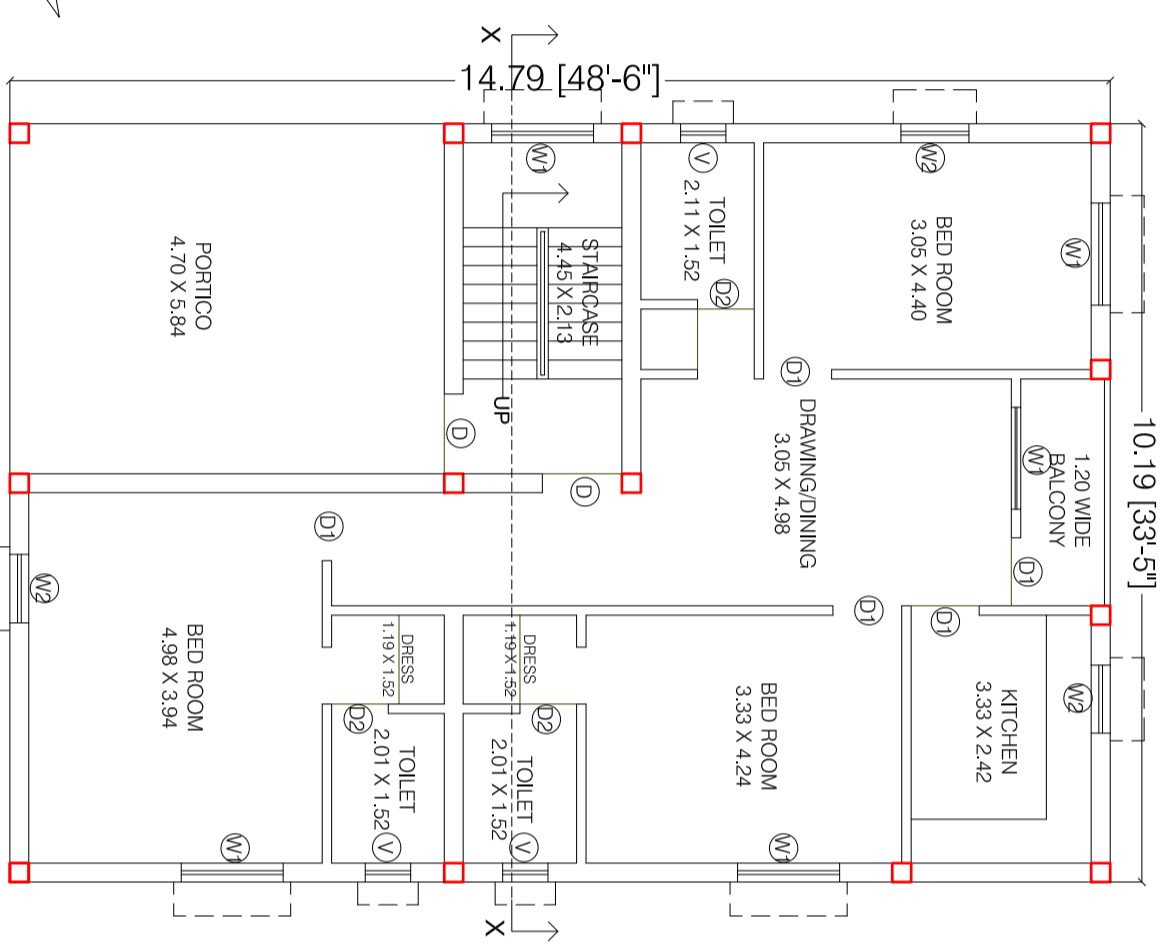 X
14.79 [48'-6"]
W1
V
W2
TOILET
2.11 X 1.52
D2
BED ROOM
3.05 X 4.40
W1
PORTICO
4.70 X 5.84
STAIRCASE
4.45 X 2.13
UP
D
D
D1
DRAWING/DINING
3.05 X 4.98
W1
1.20 WIDE
BALCONY
10.19 [33'-5"]
D1
D1
D1
D1
W2
BED ROOM
4.98 X 3.94
DRESS
1.19 X 1.52
DRESS
1.19 X 1.52
D2
D2
TOILET
2.01 X 1.52
TOILET
2.01 X 1.52
BED ROOM
3.33 X 4.24
KITCHEN
3.33 X 2.42
W2
W1
V
V
W1
X